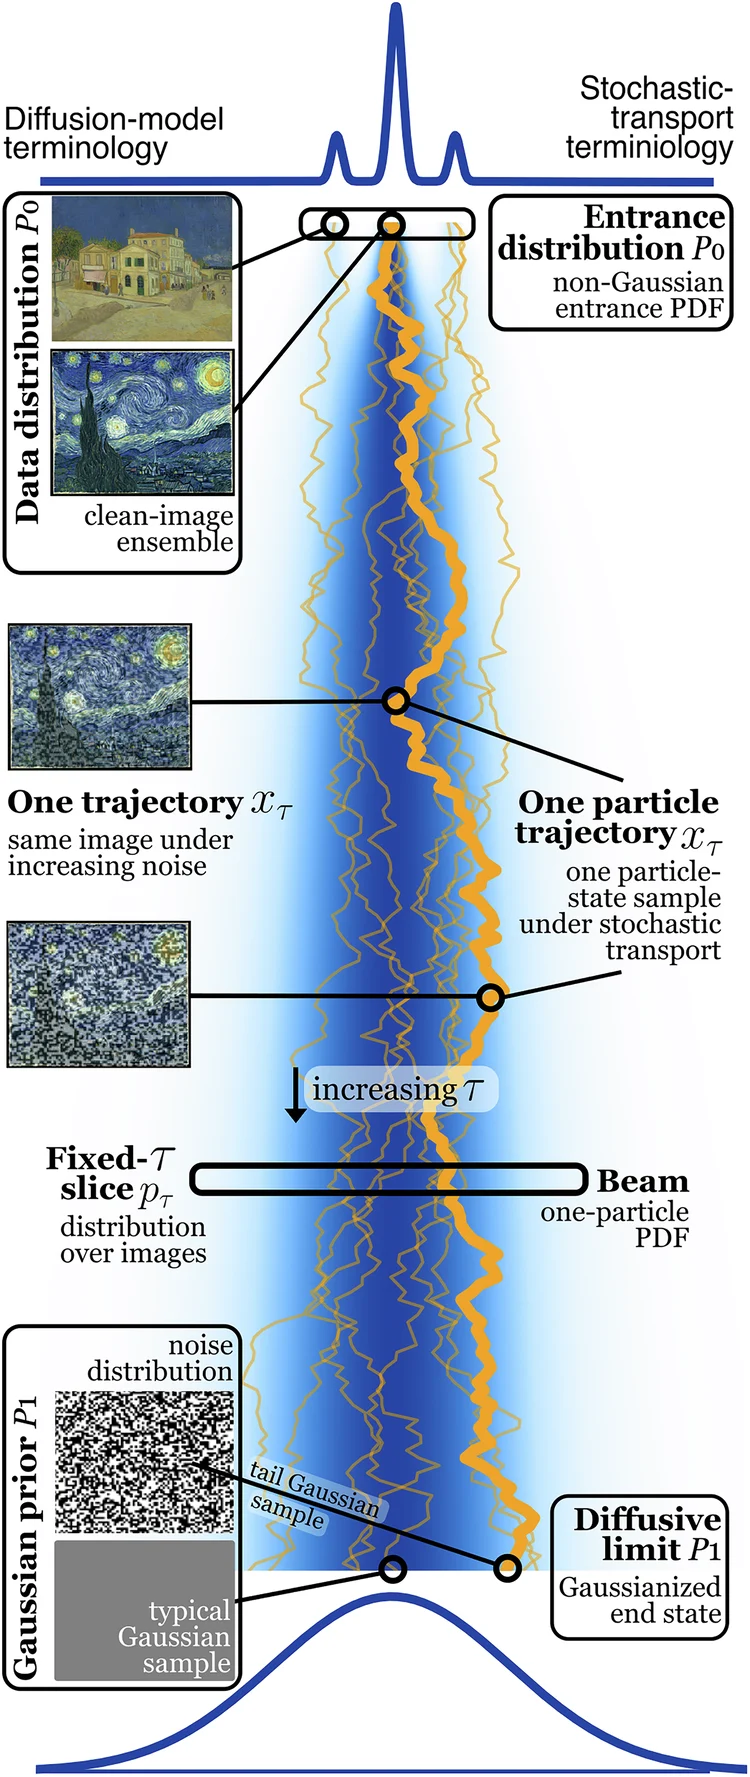 Diffusion-model
terminology
Stochastic-
transport
terminiology
Data distribution P0
clean-image
ensemble
Entrance
distribution P0
non-Gaussian
entrance PDF
One trajectory xτ
same image under
increasing noise
One particle
trajectory xτ
one particle-
state sample
under stochastic
transport
increasing τ
Fixed-τ
slice pτ
distribution
over images
Beam
one-particle
PDF
Gaussian prior P1
noise
distribution
tail Gaussian
sample
typical
Gaussian
sample
Diffusive
limit P1
Gaussianized
end state